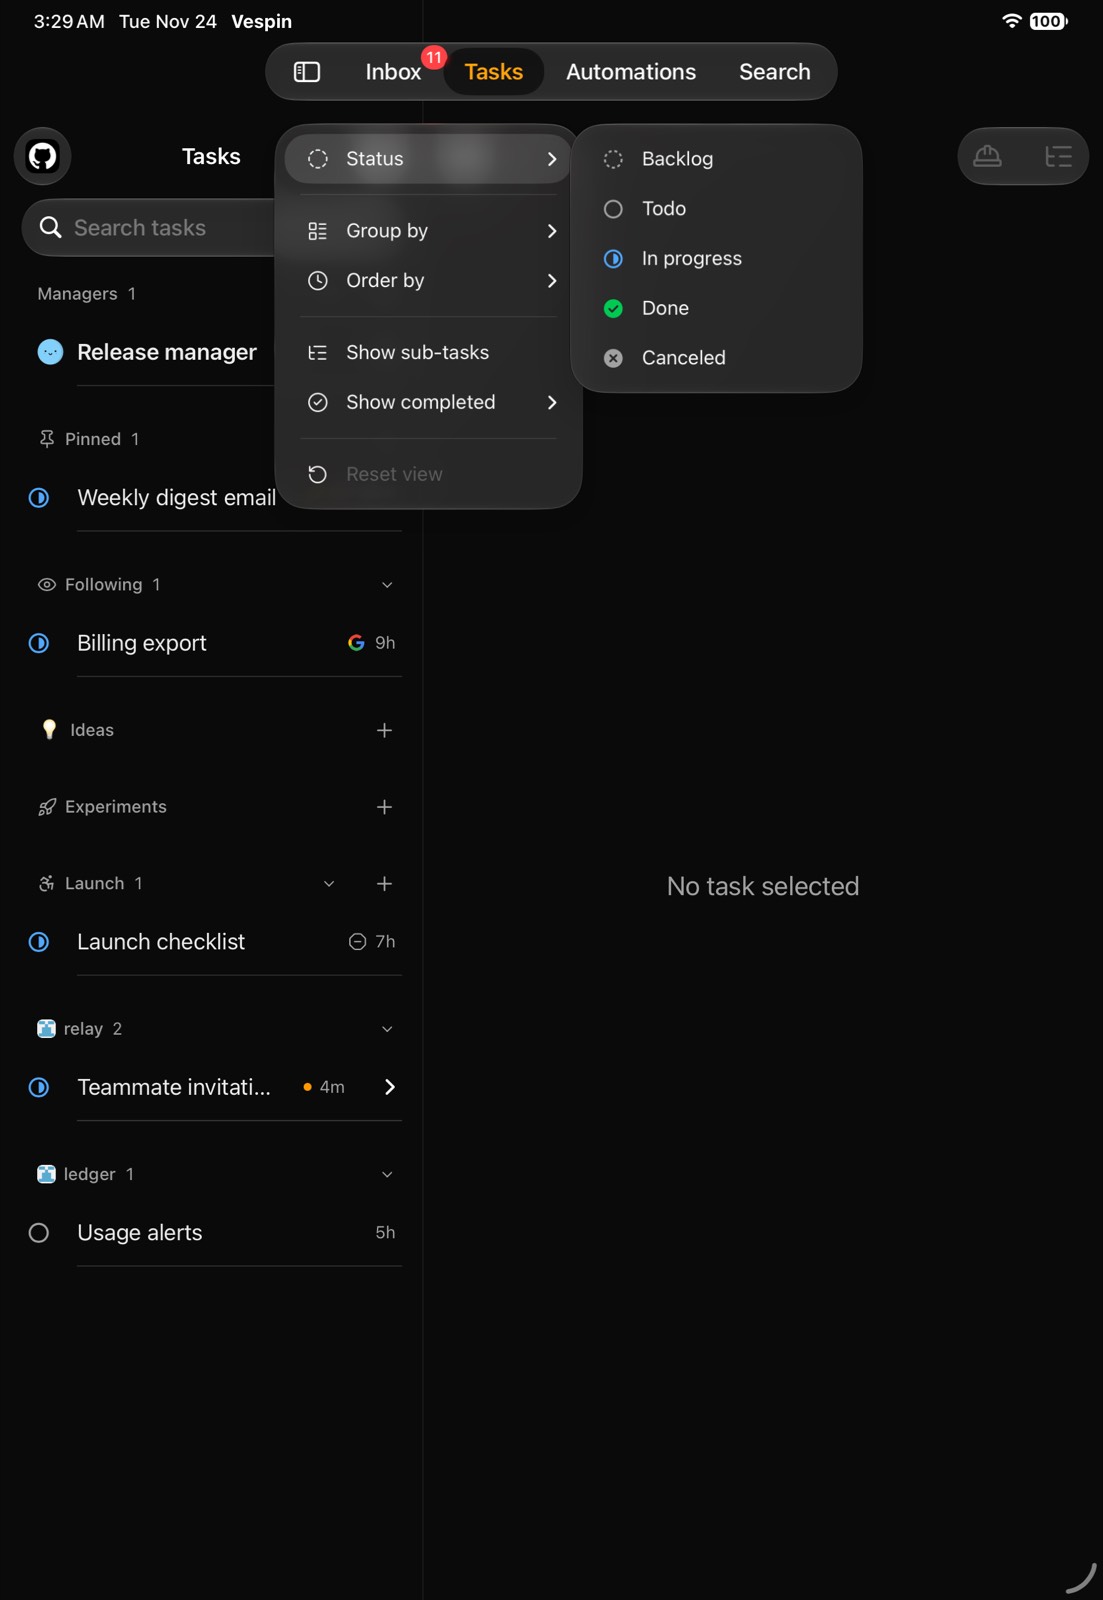 3:29 AM Tue Nov 24 Vespin
100
Inbox 11 Tasks Automations Search
Tasks
Search tasks
Managers 1
Release manager
Pinned 1
Weekly digest email
Following 1
Billing export 9h
Ideas
Experiments
Launch 1
Launch checklist 7h
relay 2
Teammate invitati... 4m
ledger 1
Usage alerts 5h
Status
Group by
Order by
Show sub-tasks
Show completed
Reset view
Backlog
Todo
In progress
Done
Canceled
No task selected